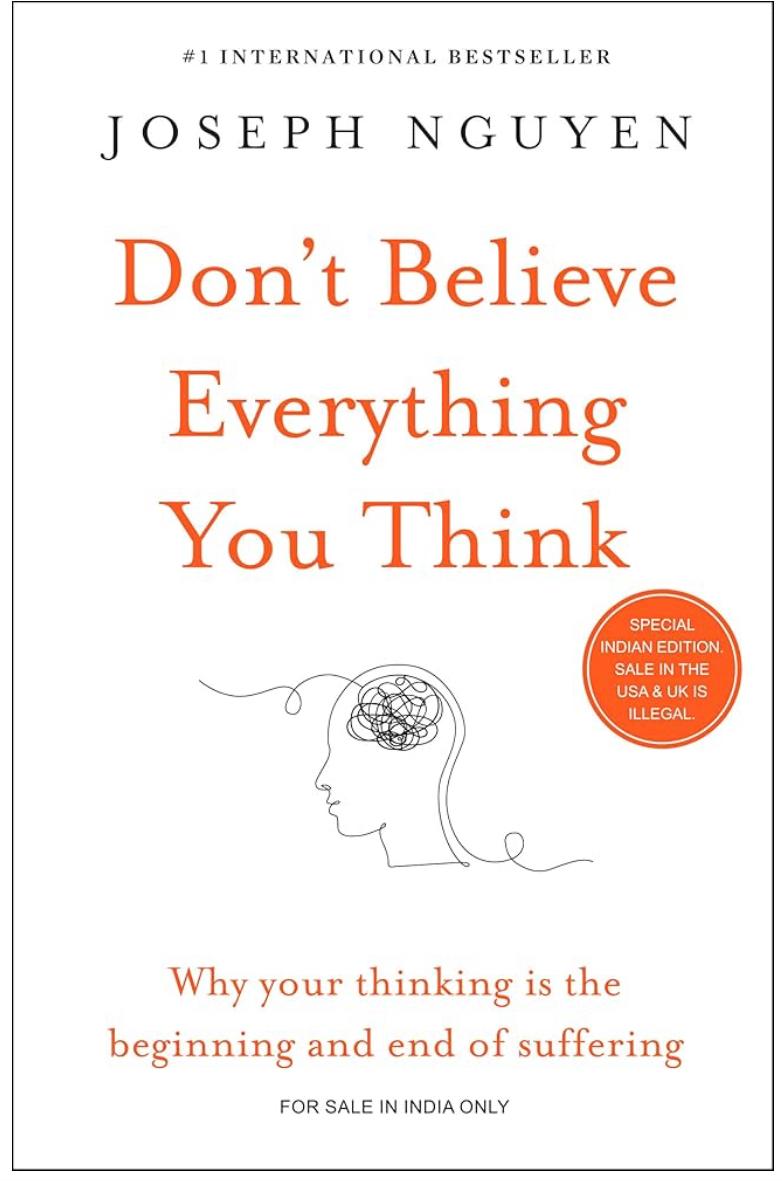 #1 INTERNATIONAL BESTSELLER
JOSEPH NGUYEN
Don't Believe
Everything
You Think
SPECIAL
INDIAN EDITION.
SALE IN THE
USA & UK IS
ILLEGAL.
Why your thinking is the
beginning and end of suffering
FOR SALE IN INDIA ONLY